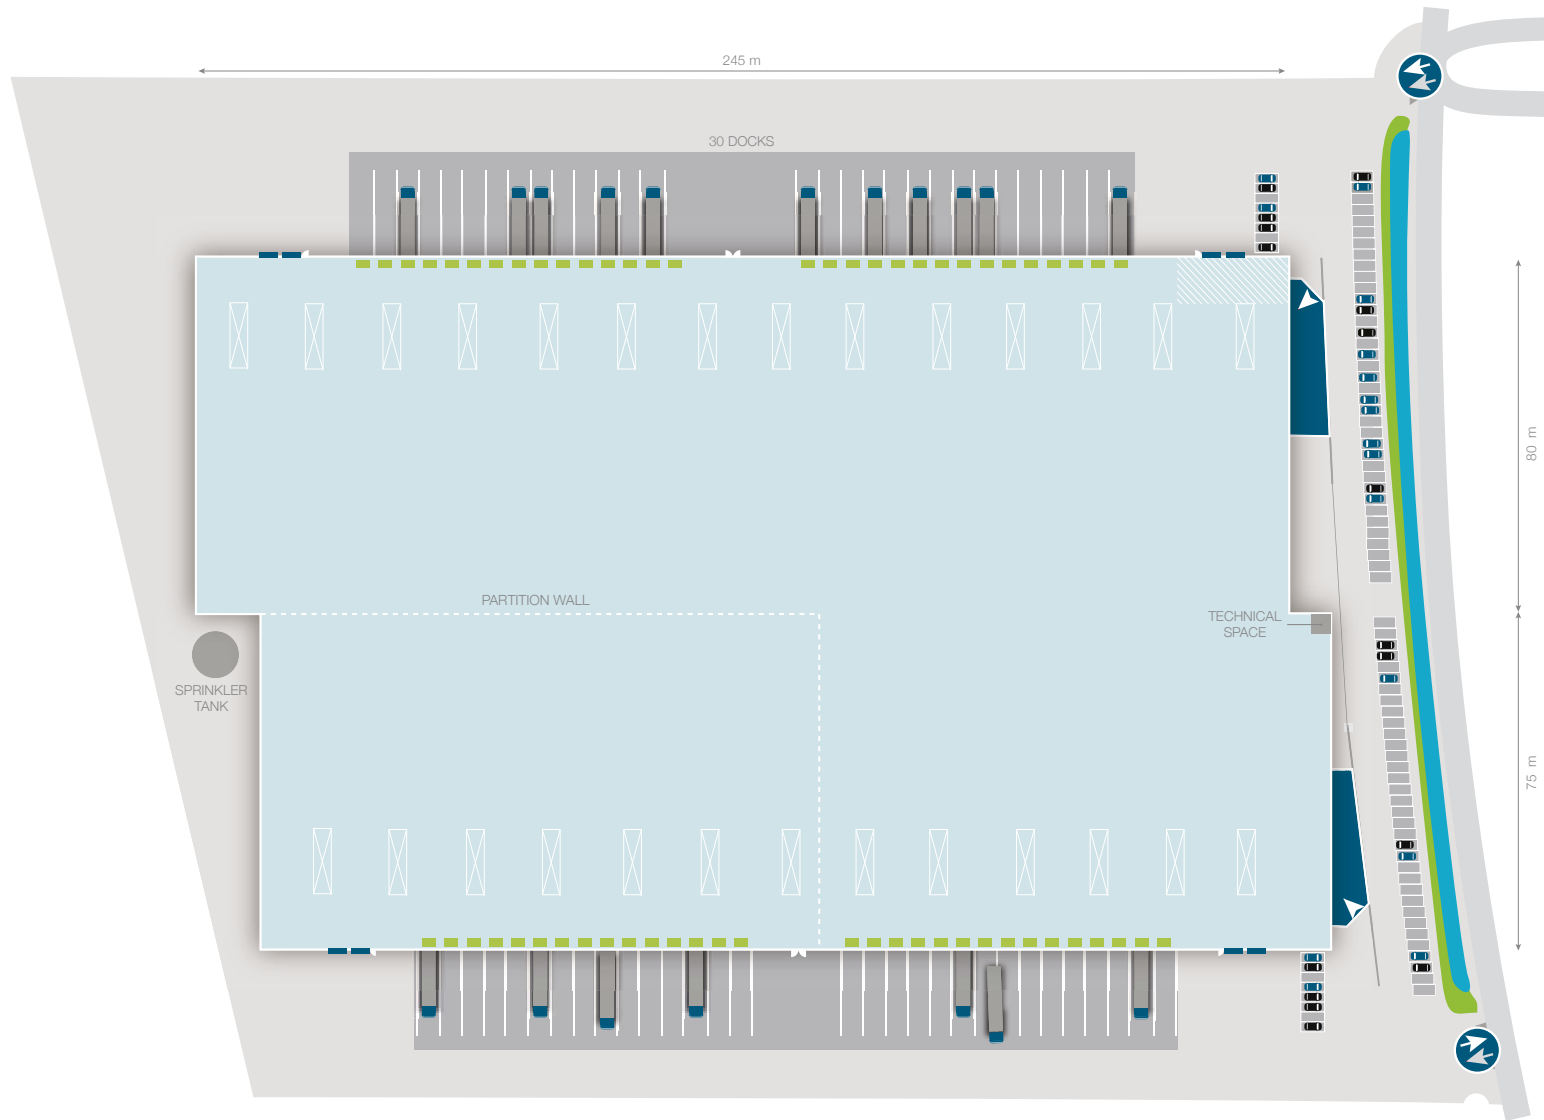 245 m
30 DOCKS
80 m
PARTITION WALL
TECHNICAL
SPACE
SPRINKLER
TANK
75 m